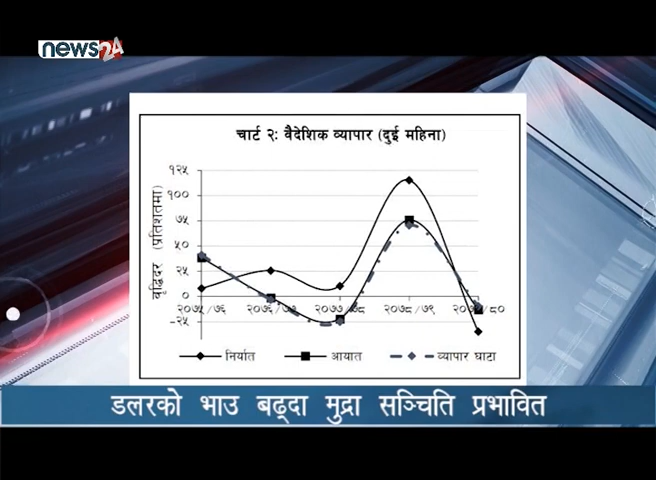 news24
चार्ट २: वैदेशिक व्यापार (दुई महिना)
वृद्धिदर (प्रतिशतमा)
१२५
१००
७५
५०
२५
०
-२५
२०७५/७६
२०७६/७७
२०७७/७८
२०७८/७९
२०७९/८०
निर्यात
आयात
व्यापार घाटा
डलरको भाउ बढ्दा मुद्रा सञ्चिति प्रभावित